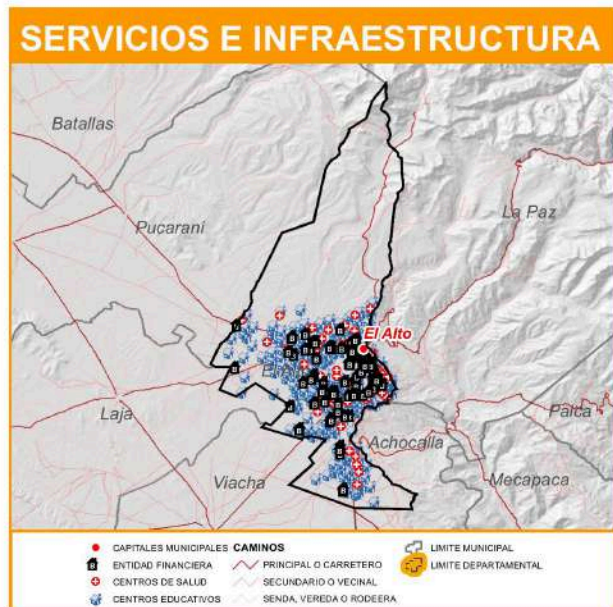 SERVICIOS E INFRAESTRUCTURA
Batallas
Pucarani
La Paz
El Alto
Laja
Palca
Achocalla
Viacha
Mecapaca
CAPITALES MUNICIPALES
ENTIDAD FINANCIERA
CENTROS DE SALUD
CENTROS EDUCATIVOS
CAMINOS
PRINCIPAL O CARRETERO
SECUNDARIO O VECINAL
SENDA, VEREDA O RODEERA
LIMITE MUNICIPAL
LIMITE DEPARTAMENTAL